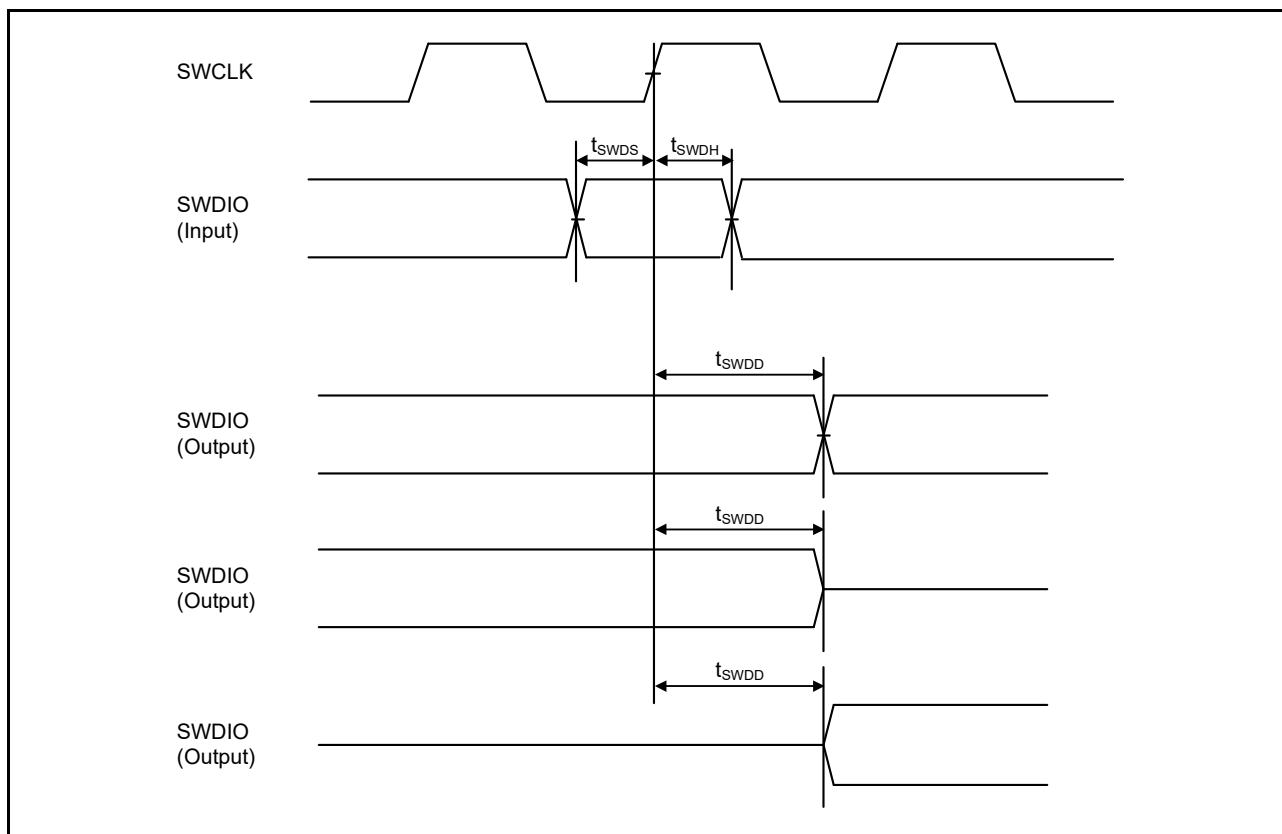 SWCLK
tSWDS
tSWDH
SWDIO
(Input)
tSWDD
SWDIO
(Output)
tSWDD
SWDIO
(Output)
tSWDD
SWDIO
(Output)